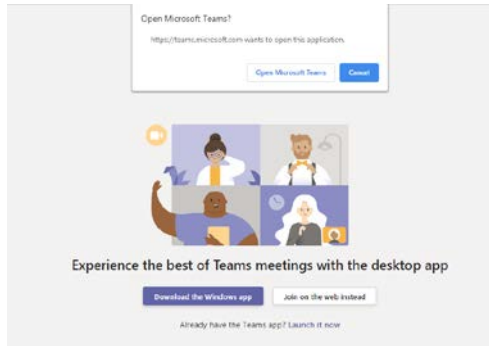 Open Microsoft Teams?
https://teams.microsoft.com wants to open this application.
Open Microsoft Teams
Cancel
Experience the best of Teams meetings with the desktop app
Download the Windows app
Join on the web instead
Already have the Teams app? Launch it now